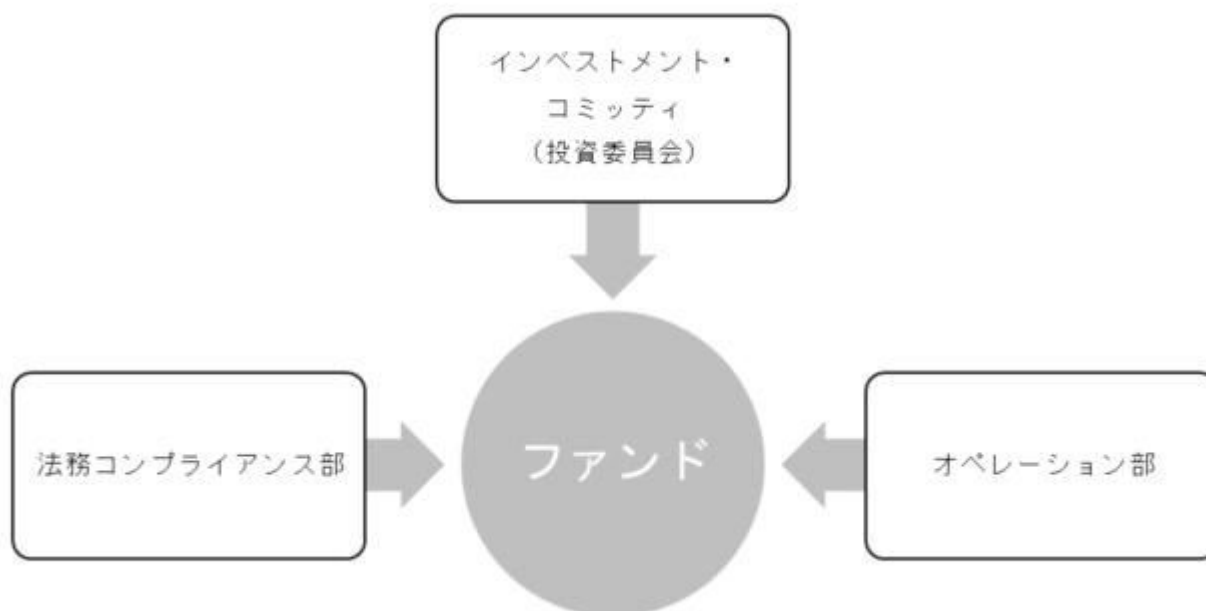 インベストメント・
コミッティ
（投資委員会）
法務コンプライアンス部
ファンド
オペレーション部